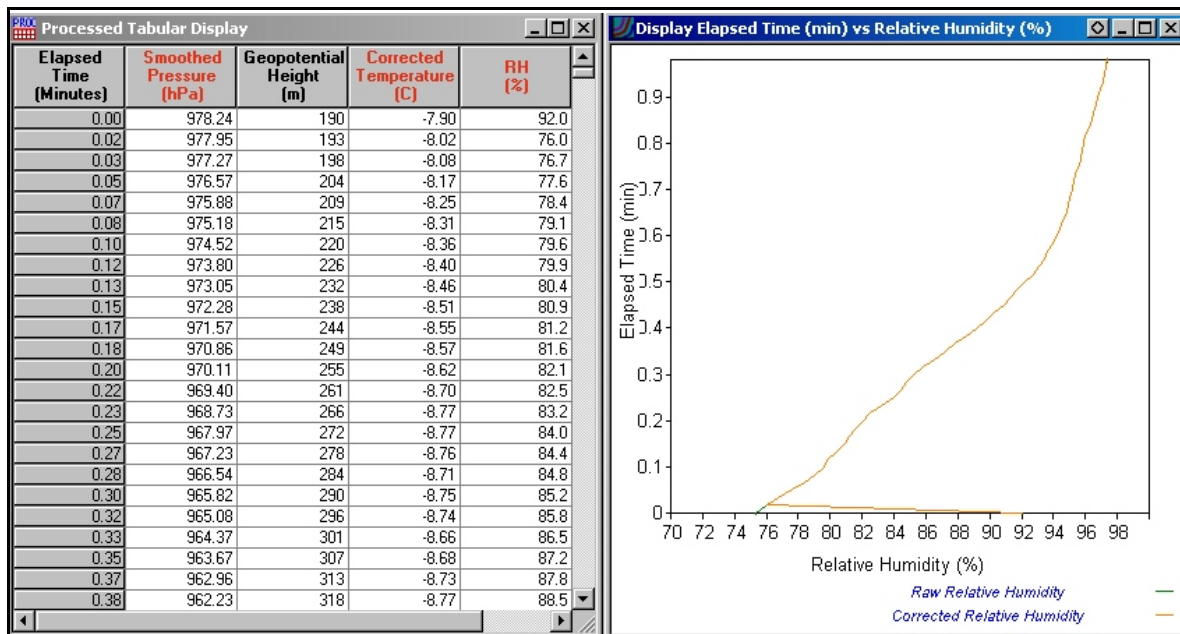 PROC Processed Tabular Display
Elapsed Time (Minutes) Smoothed Pressure (hPa) Geopotential Height (m) Corrected Temperature (C) RH (%)
0.00 978.24 190 -7.90 92.0
0.02 977.95 193 -8.02 76.0
0.03 977.27 198 -8.08 76.7
0.05 976.57 204 -8.17 77.6
0.07 975.88 209 -8.25 78.4
0.08 975.18 215 -8.31 79.1
0.10 974.52 220 -8.36 79.6
0.12 973.80 226 -8.40 79.9
0.13 973.05 232 -8.46 80.4
0.15 972.28 238 -8.51 80.9
0.17 971.57 244 -8.55 81.2
0.18 970.86 249 -8.57 81.6
0.20 970.11 255 -8.62 82.1
0.22 969.40 261 -8.70 82.5
0.23 968.73 266 -8.77 83.2
0.25 967.97 272 -8.77 84.0
0.27 967.23 278 -8.76 84.4
0.28 966.54 284 -8.71 84.8
0.30 965.82 290 -8.75 85.2
0.32 965.08 296 -8.74 85.8
0.33 964.37 301 -8.66 86.5
0.35 963.67 307 -8.68 87.2
0.37 962.96 313 -8.73 87.8
0.38 962.23 318 -8.77 88.5
Display Elapsed Time (min) vs Relative Humidity (%)
Elapsed Time (min)
0.9
0.8
0.7
0.6
0.5
0.4
0.3
0.2
0.1
0
70 72 74 76 78 80 82 84 86 88 90 92 94 96 98
Relative Humidity (%)
Raw Relative Humidity
Corrected Relative Humidity